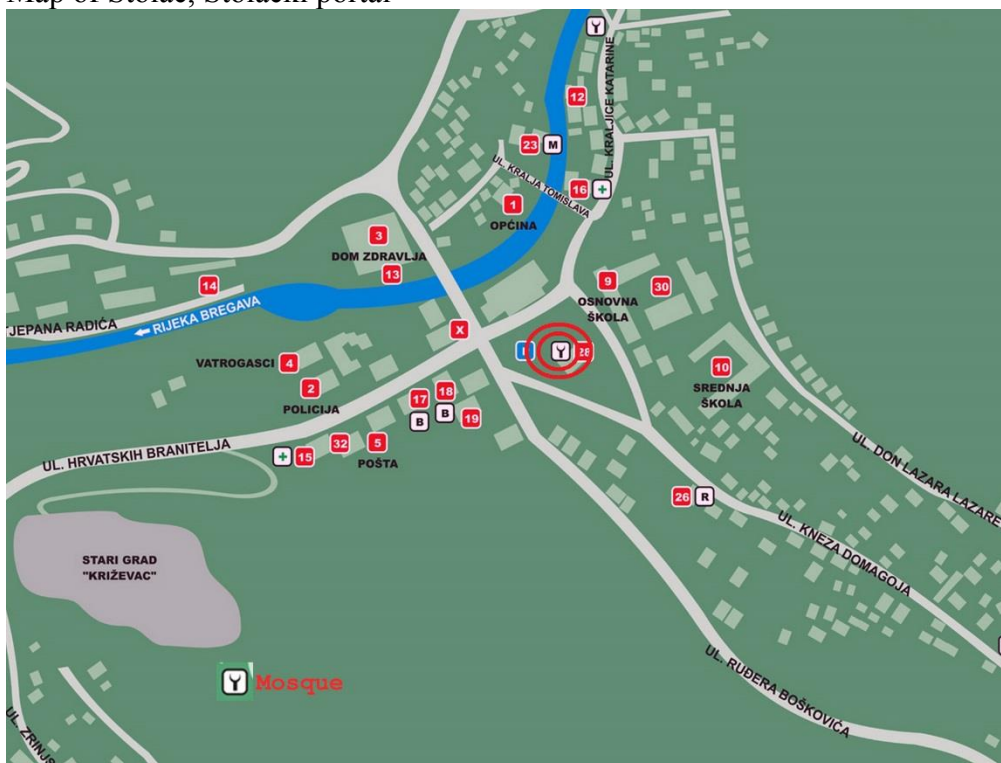 Map of Stolac, Stolački portal
12
23 M
UL. KRALJICE KATARINE
UL. KRALJA TOMISLAVA
16 +
1
OPĆINA
3
DOM ZDRAVLJA
13
14
JEPANA RADIĆA
← RIJEKA BREGAVA
9
OSNOVNA
ŠKOLA
30
X
VATROGASCI 4
2
POLICIJA
10
SREDNJA
ŠKOLA
17
18
B
B
19
UL. HRVATSKIH BRANITELJA
+ 15
32
5
POŠTA
UL. DON LAZARA LAZARE
26 R
UL. KNEZA DOMAGOJA
STARI GRAD
"KRIŽEVAC"
UL. RUĐERA BOŠKOVIĆA
Mosque
UL. ZRINJS